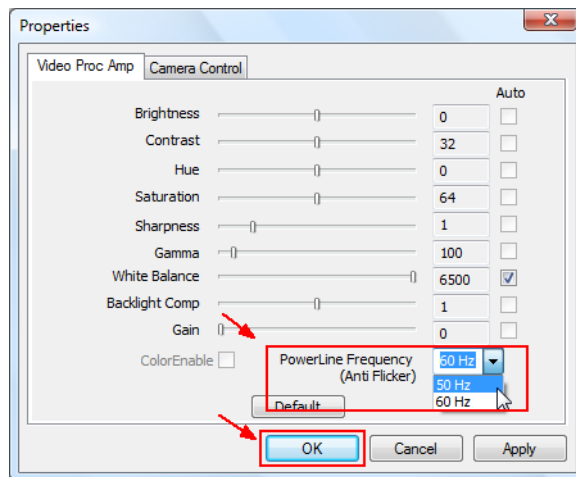 Properties
Video Proc Amp Camera Control
Auto
Brightness 0
Contrast 32
Hue 0
Saturation 64
Sharpness 1
Gamma 100
White Balance 6500
Backlight Comp 1
Gain 0
ColorEnable PowerLine Frequency 60 Hz
(Anti Flicker)
50 Hz
60 Hz
Default
OK Cancel Apply